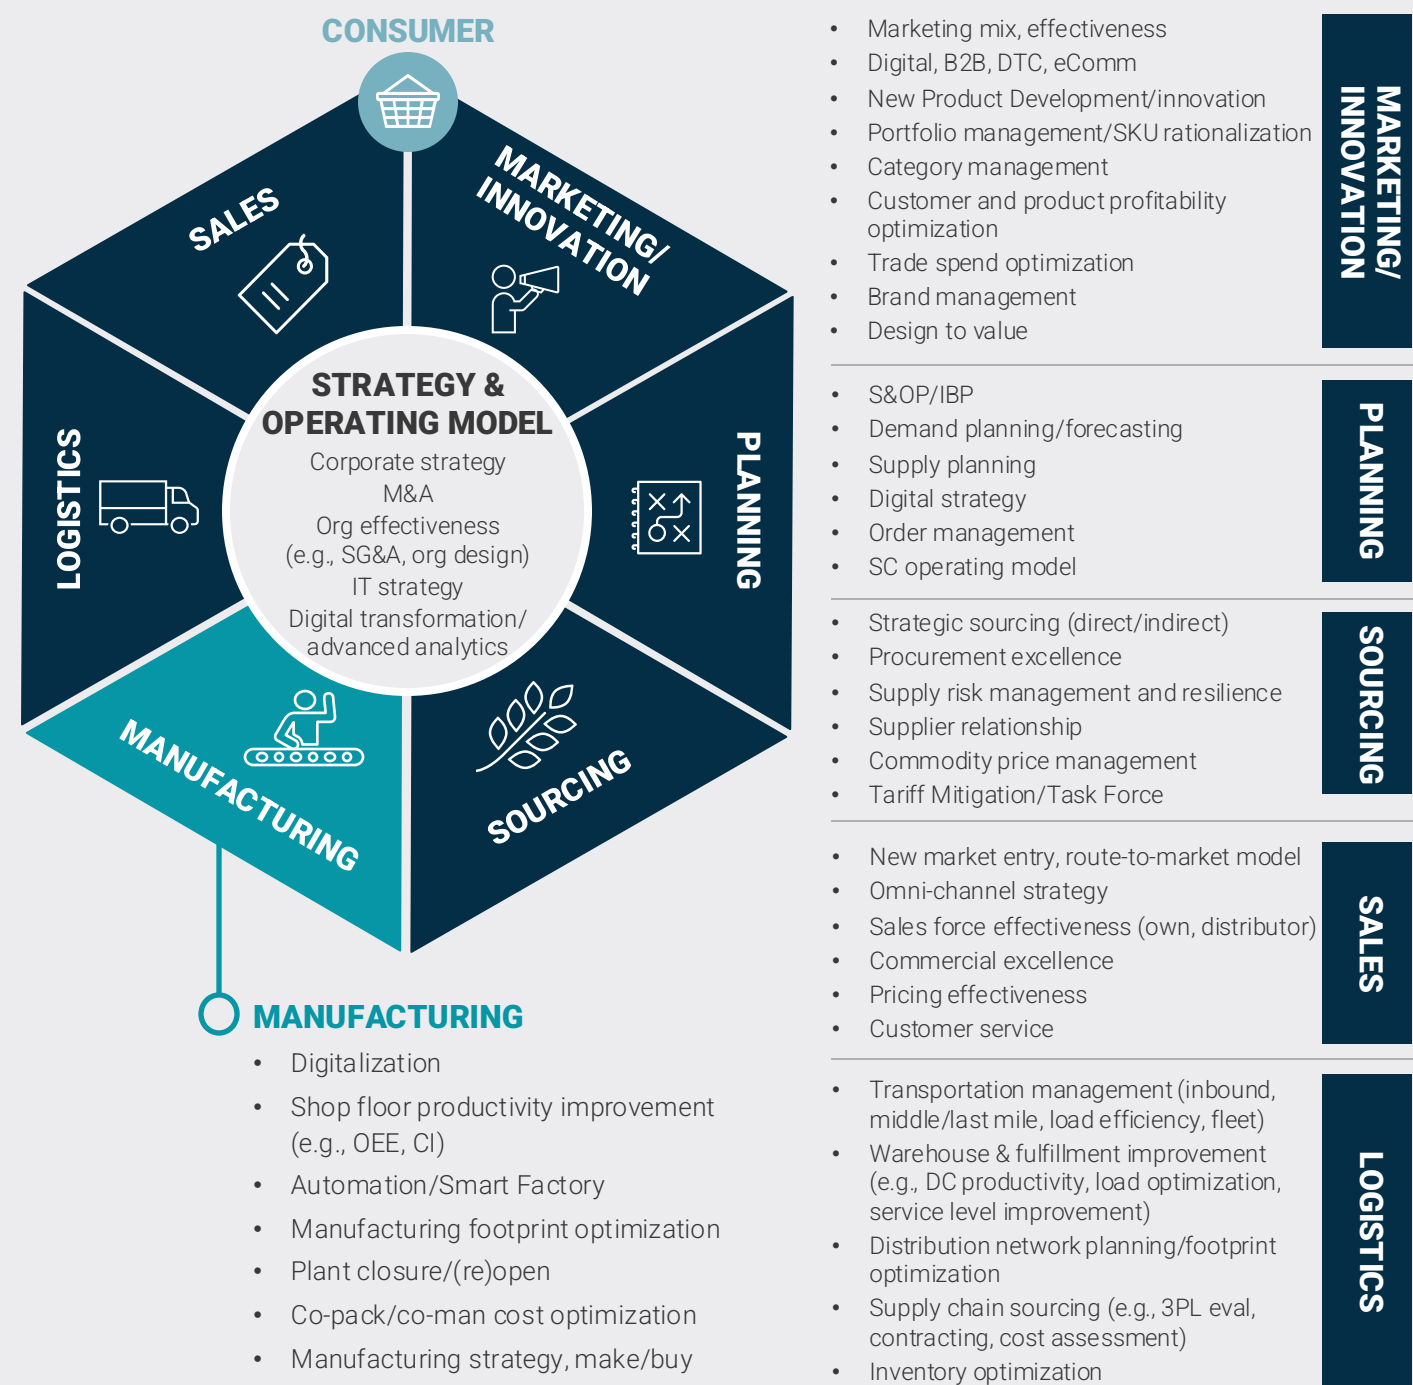 CONSUMER
SALES
MARKETING/
INNOVATION
LOGISTICS
PLANNING
MANUFACTURING
SOURCING
STRATEGY &
OPERATING MODEL
Corporate strategy
M&A
Org effectiveness
(e.g., SG&A, org design)
IT strategy
Digital transformation/
advanced analytics
MANUFACTURING
• Digitalization
• Shop floor productivity improvement
(e.g., OEE, CI)
• Automation/Smart Factory
• Manufacturing footprint optimization
• Plant closure/(re)open
• Co-pack/co-man cost optimization
• Manufacturing strategy, make/buy
• Marketing mix, effectiveness
• Digital, B2B, DTC, eComm
• New Product Development/innovation
• Portfolio management/SKU rationalization
• Category management
• Customer and product profitability
optimization
• Trade spend optimization
• Brand management
• Design to value
MARKETING/
INNOVATION
• S&OP/IBP
• Demand planning/forecasting
• Supply planning
• Digital strategy
• Order management
• SC operating model
PLANNING
• Strategic sourcing (direct/indirect)
• Procurement excellence
• Supply risk management and resilience
• Supplier relationship
• Commodity price management
• Tariff Mitigation/Task Force
SOURCING
• New market entry, route-to-market model
• Omni-channel strategy
• Sales force effectiveness (own, distributor)
• Commercial excellence
• Pricing effectiveness
• Customer service
SALES
• Transportation management (inbound,
middle/last mile, load efficiency, fleet)
• Warehouse & fulfillment improvement
(e.g., DC productivity, load optimization,
service level improvement)
• Distribution network planning/footprint
optimization
• Supply chain sourcing (e.g., 3PL eval,
contracting, cost assessment)
• Inventory optimization
LOGISTICS